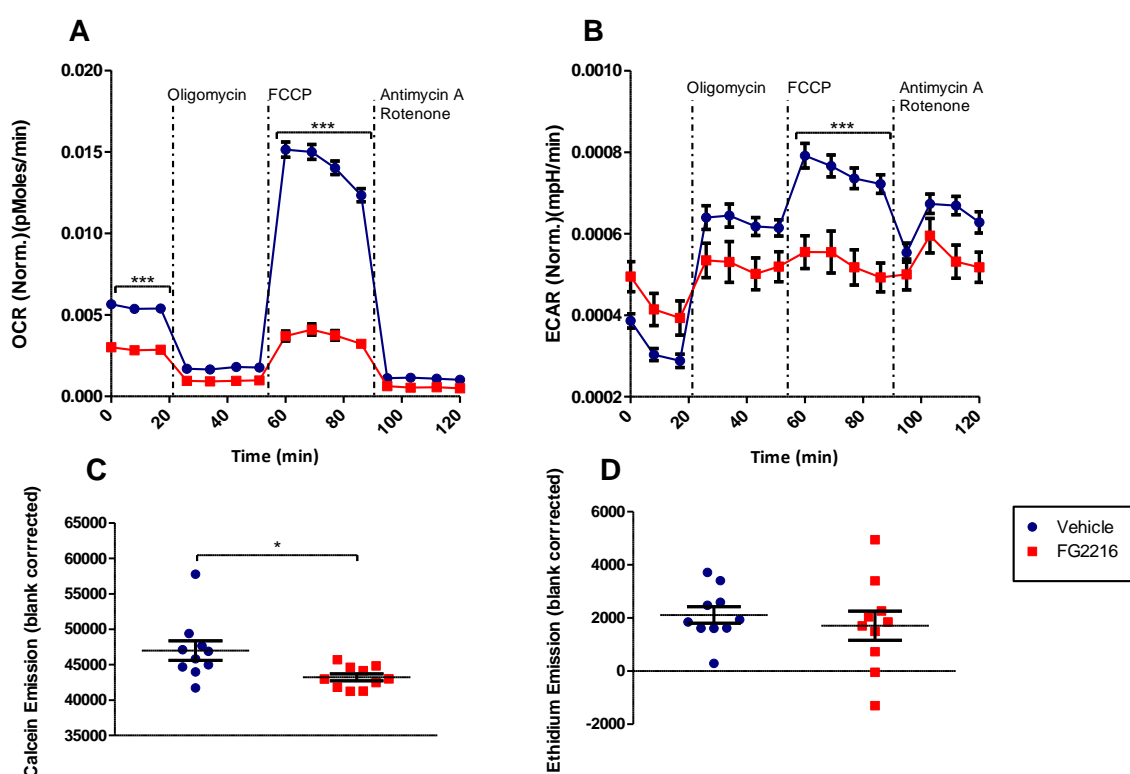 A
OCR (Norm.)(pMoles/min)
0.020
0.015
0.010
0.005
0.000
Oligomycin
FCCP
Antimycin A
Rotenone
***
***
0
20
40
60
80
100
120
Time (min)
B
ECAR (Norm.)(mpH/min)
0.0010
0.0008
0.0006
0.0004
0.0002
Oligomycin
FCCP
Antimycin A
Rotenone
***
0
20
40
60
80
100
120
Time (min)
C
Calcein Emission (blank corrrected)
65000
60000
55000
50000
45000
40000
35000
*
D
Ethidium Emission (blank corrrected)
6000
4000
2000
0
-2000
Vehicle
FG2216